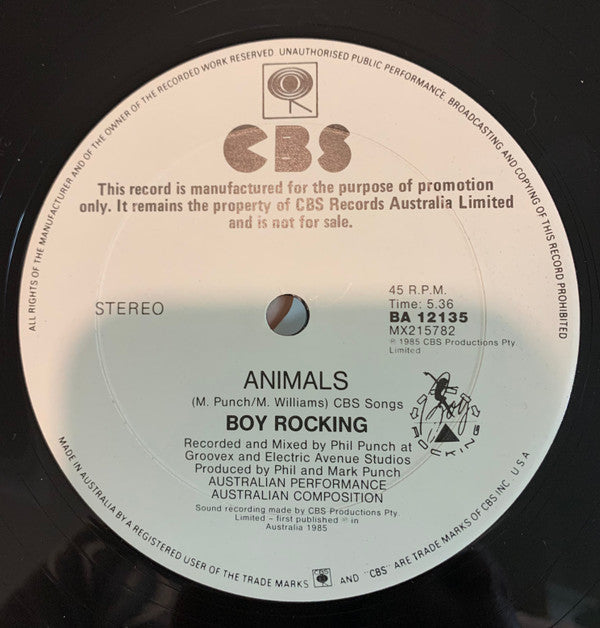 ALL RIGHTS OF THE MANUFACTURER AND OF THE OWNER OF THE RECORDED WORK RESERVED. UNAUTHORISED PUBLIC PERFORMANCE, BROADCASTING AND COPYING OF THIS RECORD PROHIBITED
CBS
This record is manufactured for the purpose of promotion
only. It remains the property of CBS Records Australia Limited
and is not for sale.
STEREO
45 R.P.M.
Time: 5.36
BA 12135
MX215782
℗ 1985 CBS Productions Pty.
Limited
ANIMALS
(M. Punch/M. Williams) CBS Songs
BOY ROCKING
Boy
ROCKING
Recorded and Mixed by Phil Punch at
Groovex and Electric Avenue Studios
Produced by Phil and Mark Punch
AUSTRALIAN PERFORMANCE
AUSTRALIAN COMPOSITION
Sound recording made by CBS Productions Pty.
Limited – first published ℗ in
Australia 1985
MADE IN AUSTRALIA BY A REGISTERED USER OF THE TRADE MARKS CBS AND "CBS" ARE TRADE MARKS OF CBS INC. U.S.A